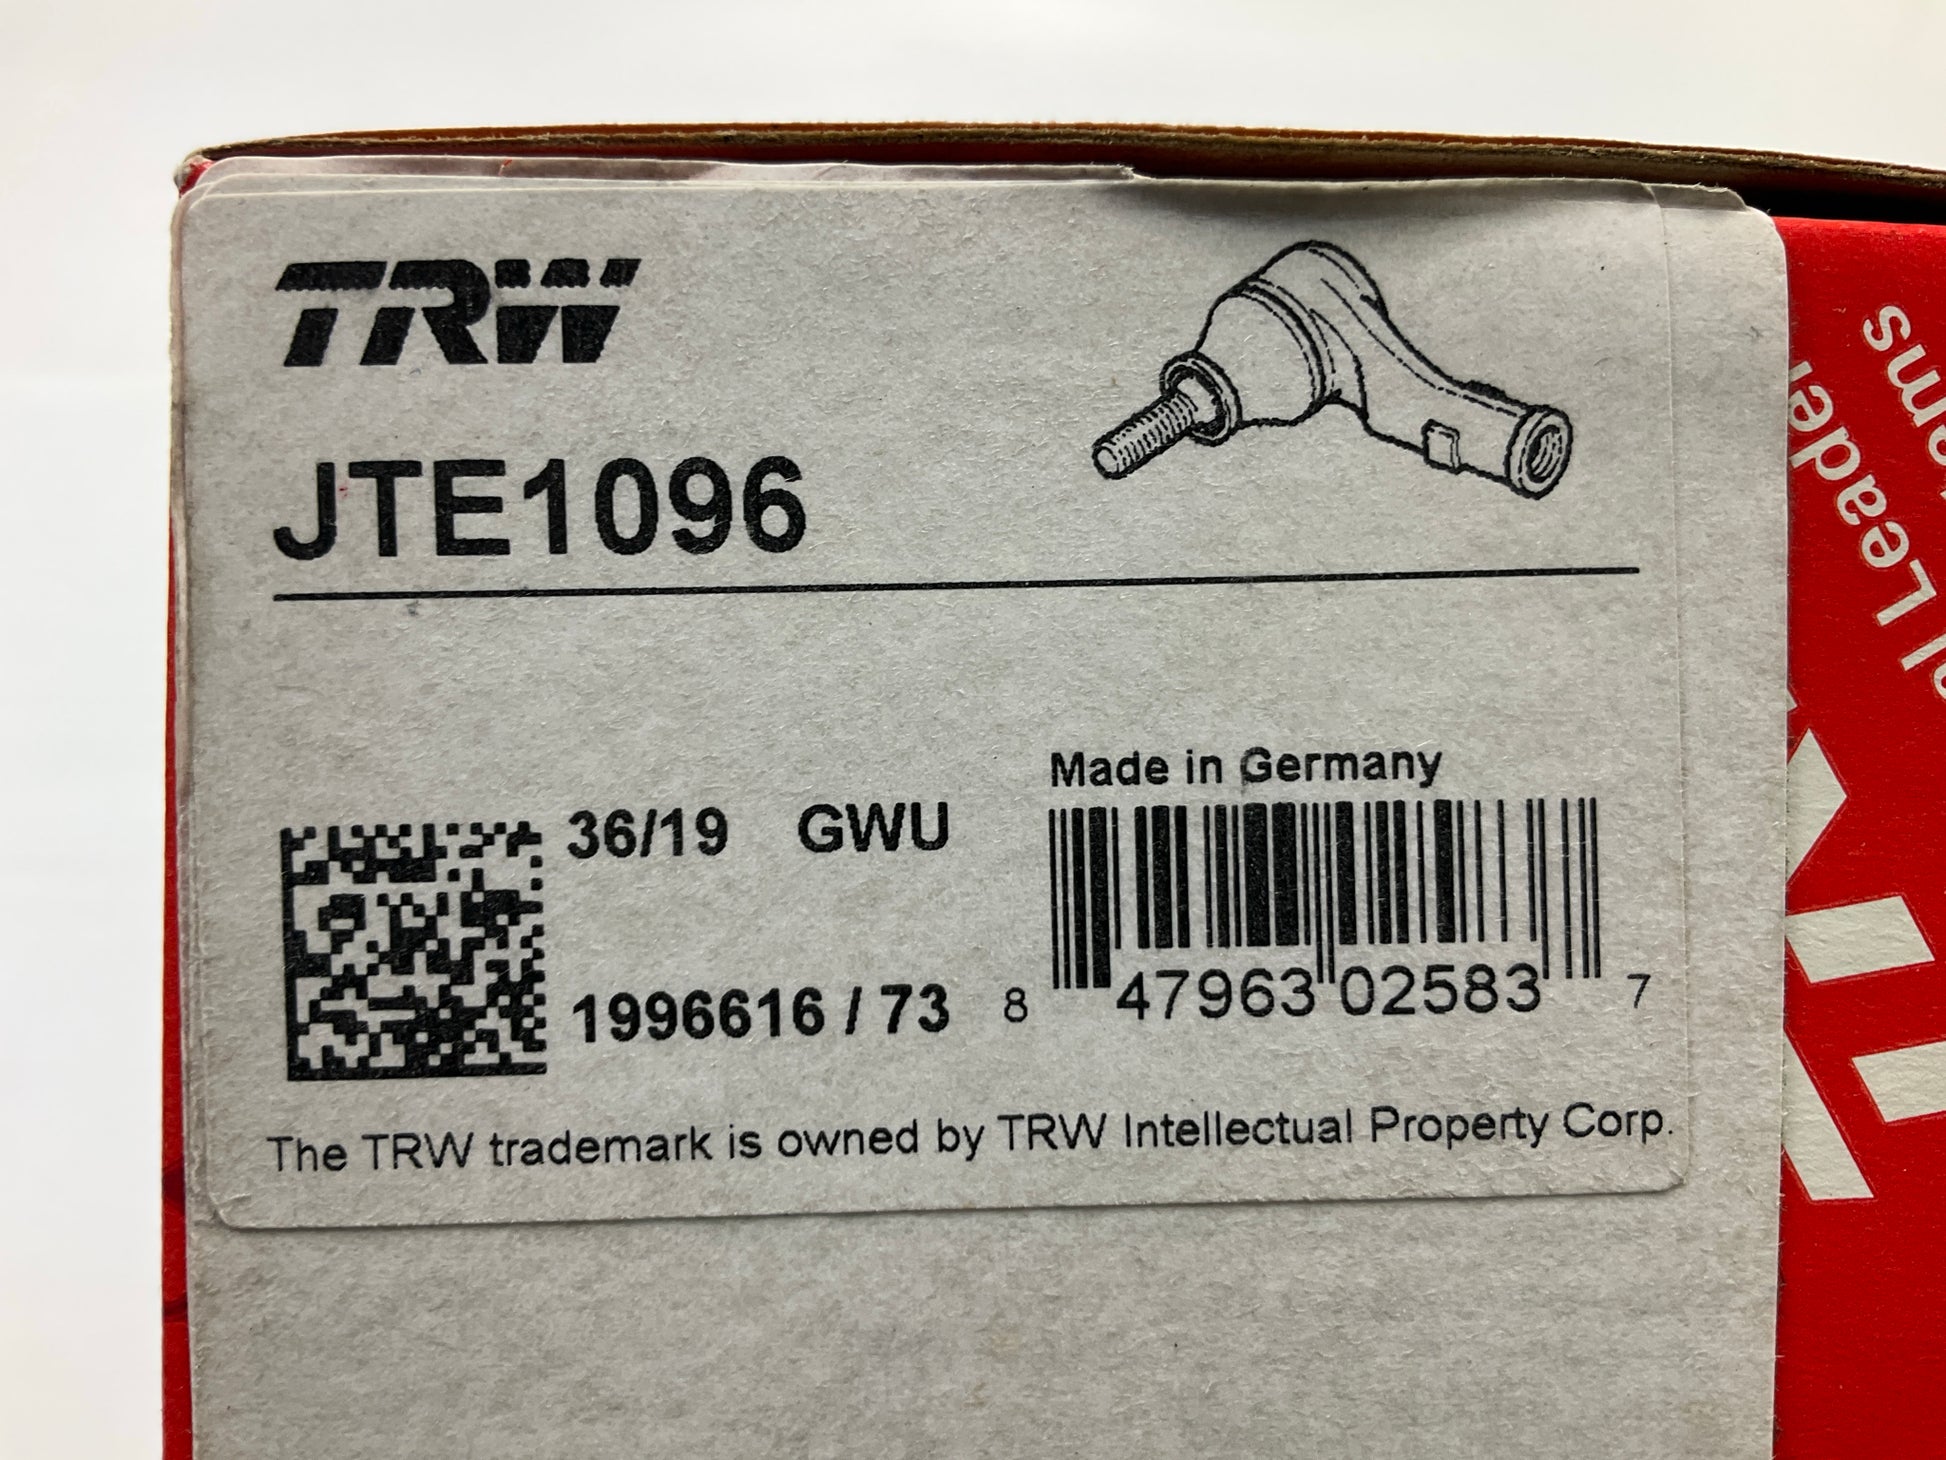 TRW
JTE1096
Made in Germany
36/19 GWU
1996616 / 73
8 47963 02583 7
The TRW trademark is owned by TRW Intellectual Property Corp.
Leader